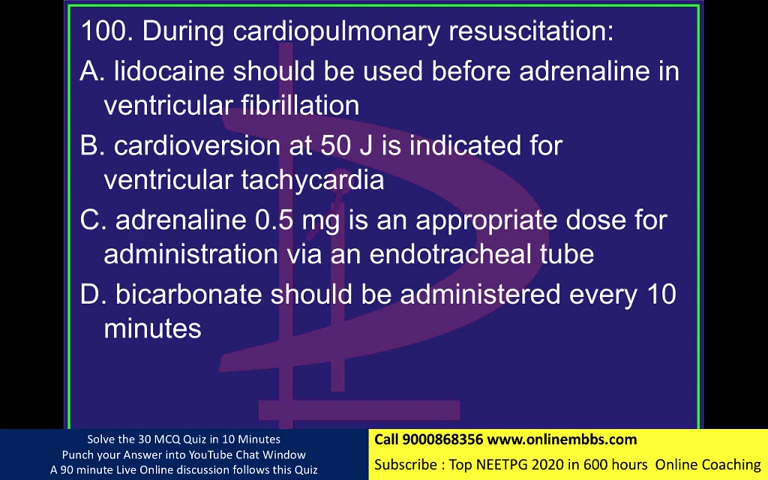 100. During cardiopulmonary resuscitation:
A. lidocaine should be used before adrenaline in
ventricular fibrillation
B. cardioversion at 50 J is indicated for
ventricular tachycardia
C. adrenaline 0.5 mg is an appropriate dose for
administration via an endotracheal tube
D. bicarbonate should be administered every 10
minutes
Solve the 30 MCQ Quiz in 10 Minutes
Punch your Answer into YouTube Chat Window
A 90 minute Live Online discussion follows this Quiz
Call 9000868356 www.onlinembbs.com
Subscribe : Top NEETPG 2020 in 600 hours Online Coaching